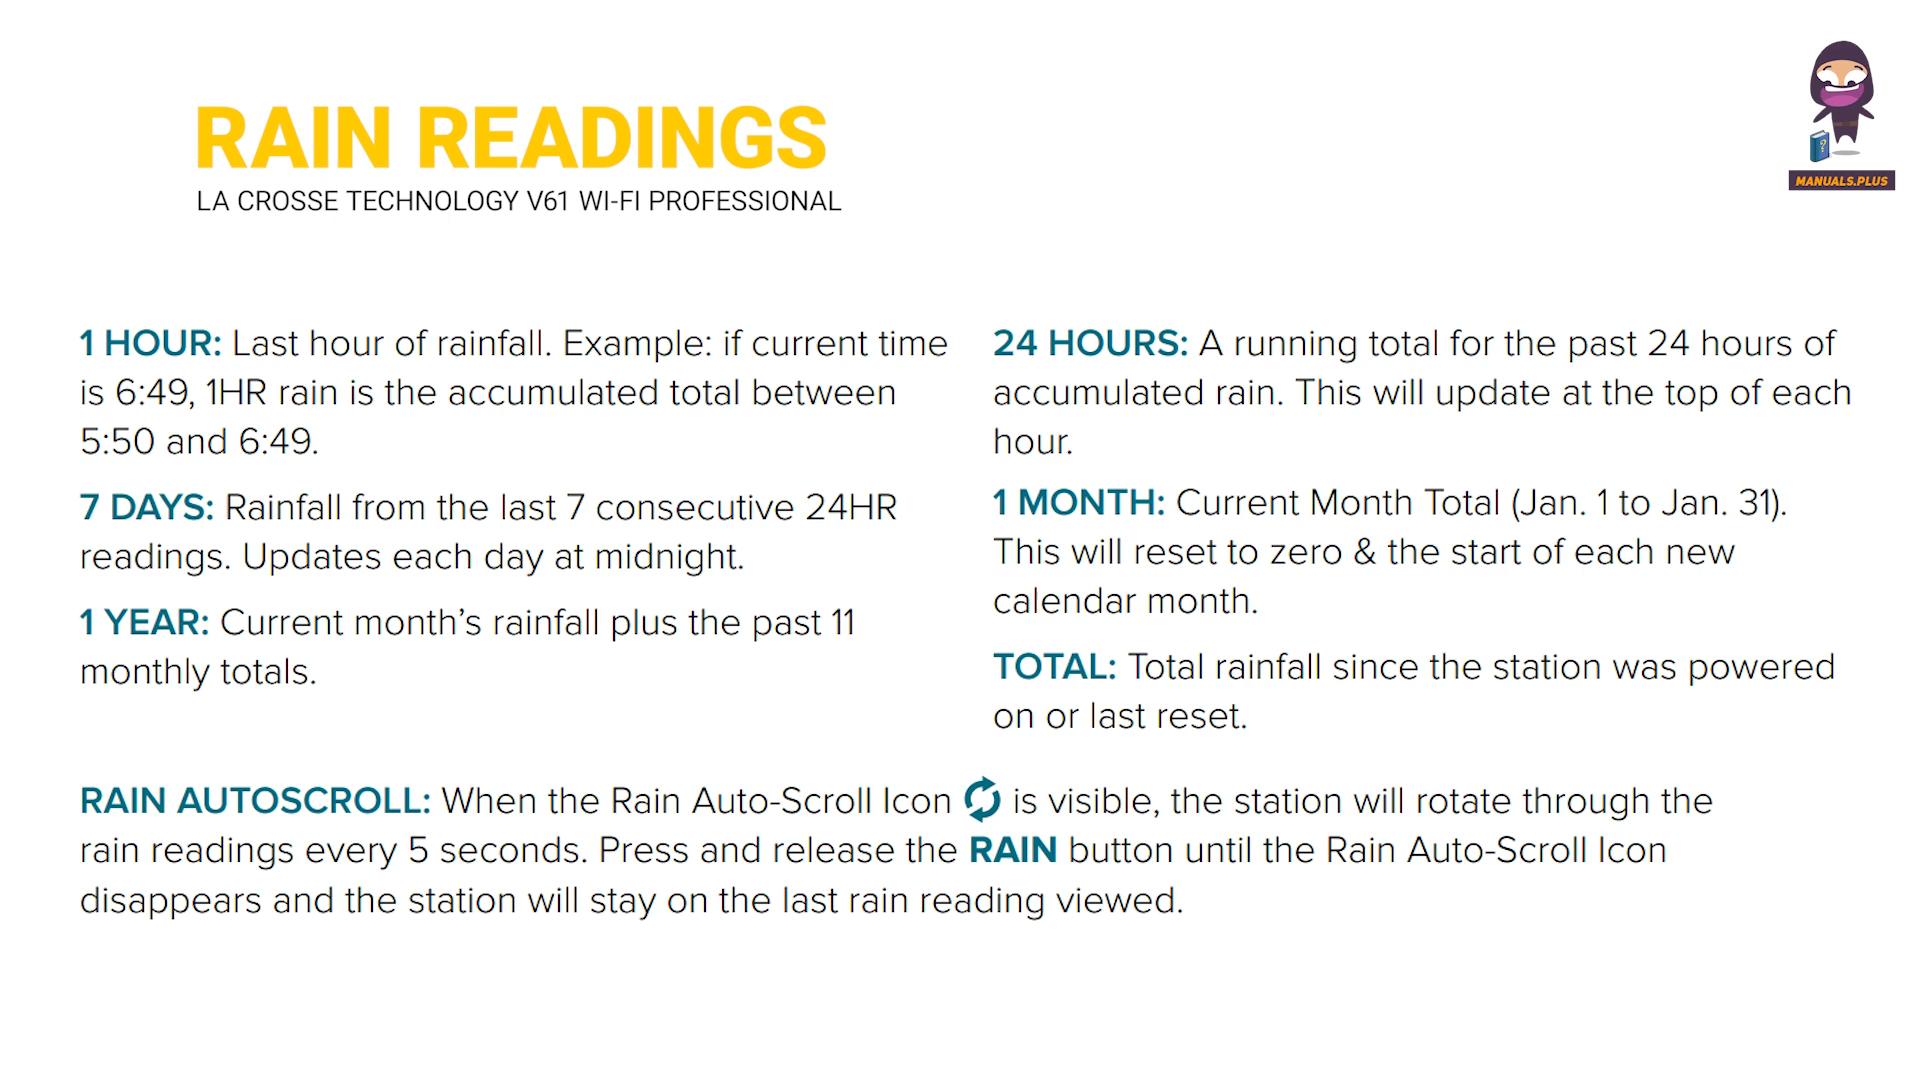 RAIN READINGS
LA CROSSE TECHNOLOGY V61 WI-FI PROFESSIONAL
?
MANUALS.PLUS
1 HOUR: Last hour of rainfall. Example: if current time
is 6:49, 1HR rain is the accumulated total between
5:50 and 6:49.
7 DAYS: Rainfall from the last 7 consecutive 24HR
readings. Updates each day at midnight.
1 YEAR: Current month’s rainfall plus the past 11
monthly totals.
24 HOURS: A running total for the past 24 hours of
accumulated rain. This will update at the top of each
hour.
1 MONTH: Current Month Total (Jan. 1 to Jan. 31).
This will reset to zero & the start of each new
calendar month.
TOTAL: Total rainfall since the station was powered
on or last reset.
RAIN AUTOSCROLL: When the Rain Auto-Scroll Icon is visible, the station will rotate through the
rain readings every 5 seconds. Press and release the RAIN button until the Rain Auto-Scroll Icon
disappears and the station will stay on the last rain reading viewed.